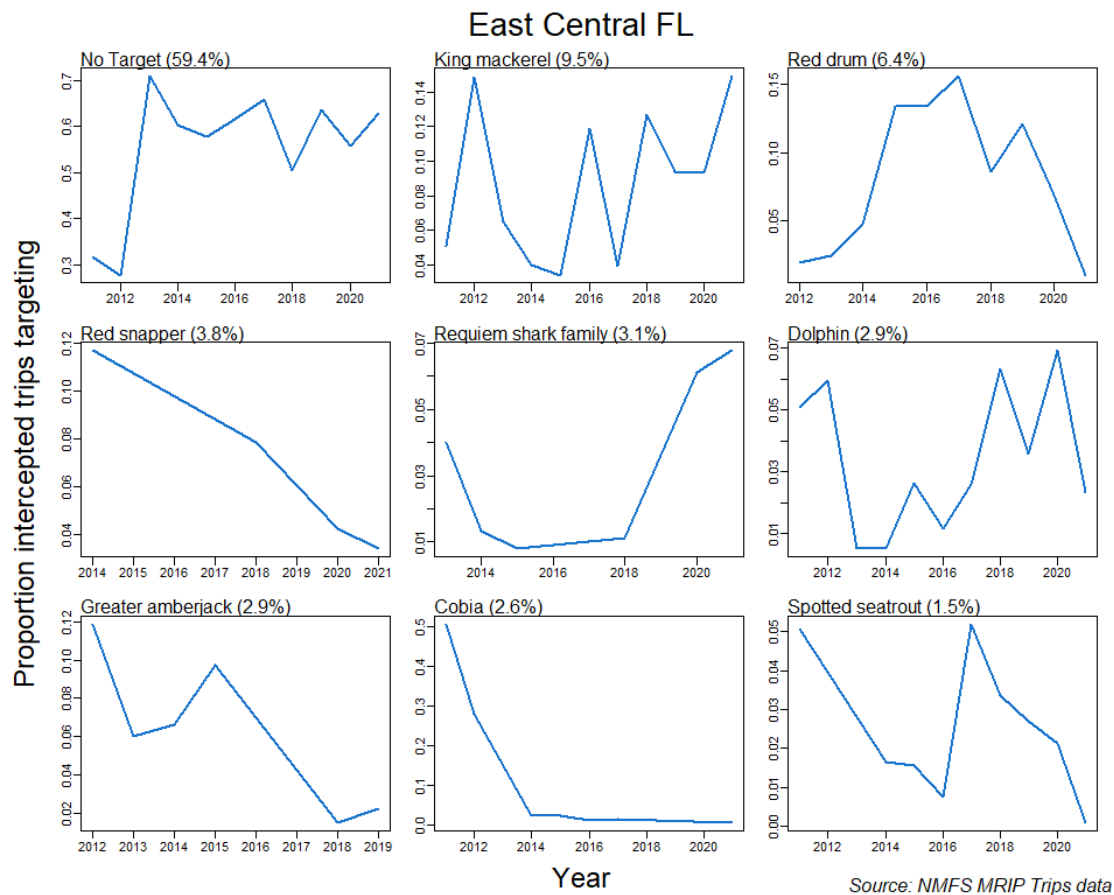 East Central FL
No Target (59.4%)
King mackerel (9.5%)
Red drum (6.4%)
0.7
0.6
0.5
0.4
0.3
2012 2014 2016 2018 2020
0.14
0.12
0.10
0.08
0.06
0.04
2012 2014 2016 2018 2020
0.15
0.10
0.05
2012 2014 2016 2018 2020
Proportion intercepted trips targeting
Red snapper (3.8%)
Requiem shark family (3.1%)
Dolphin (2.9%)
0.12
0.10
0.08
0.06
0.04
2014 2015 2016 2017 2018 2019 2020 2021
0.07
0.05
0.03
0.01
2014 2016 2018 2020
0.07
0.05
0.03
0.01
2012 2014 2016 2018 2020
Greater amberjack (2.9%)
Cobia (2.6%)
Spotted seatrout (1.5%)
0.12
0.10
0.08
0.06
0.04
0.02
2012 2013 2014 2015 2016 2017 2018 2019
0.5
0.4
0.3
0.2
0.1
0.0
2012 2014 2016 2018 2020
0.05
0.04
0.03
0.02
0.01
0.00
2012 2014 2016 2018 2020
Year
Source: NMFS MRIP Trips data